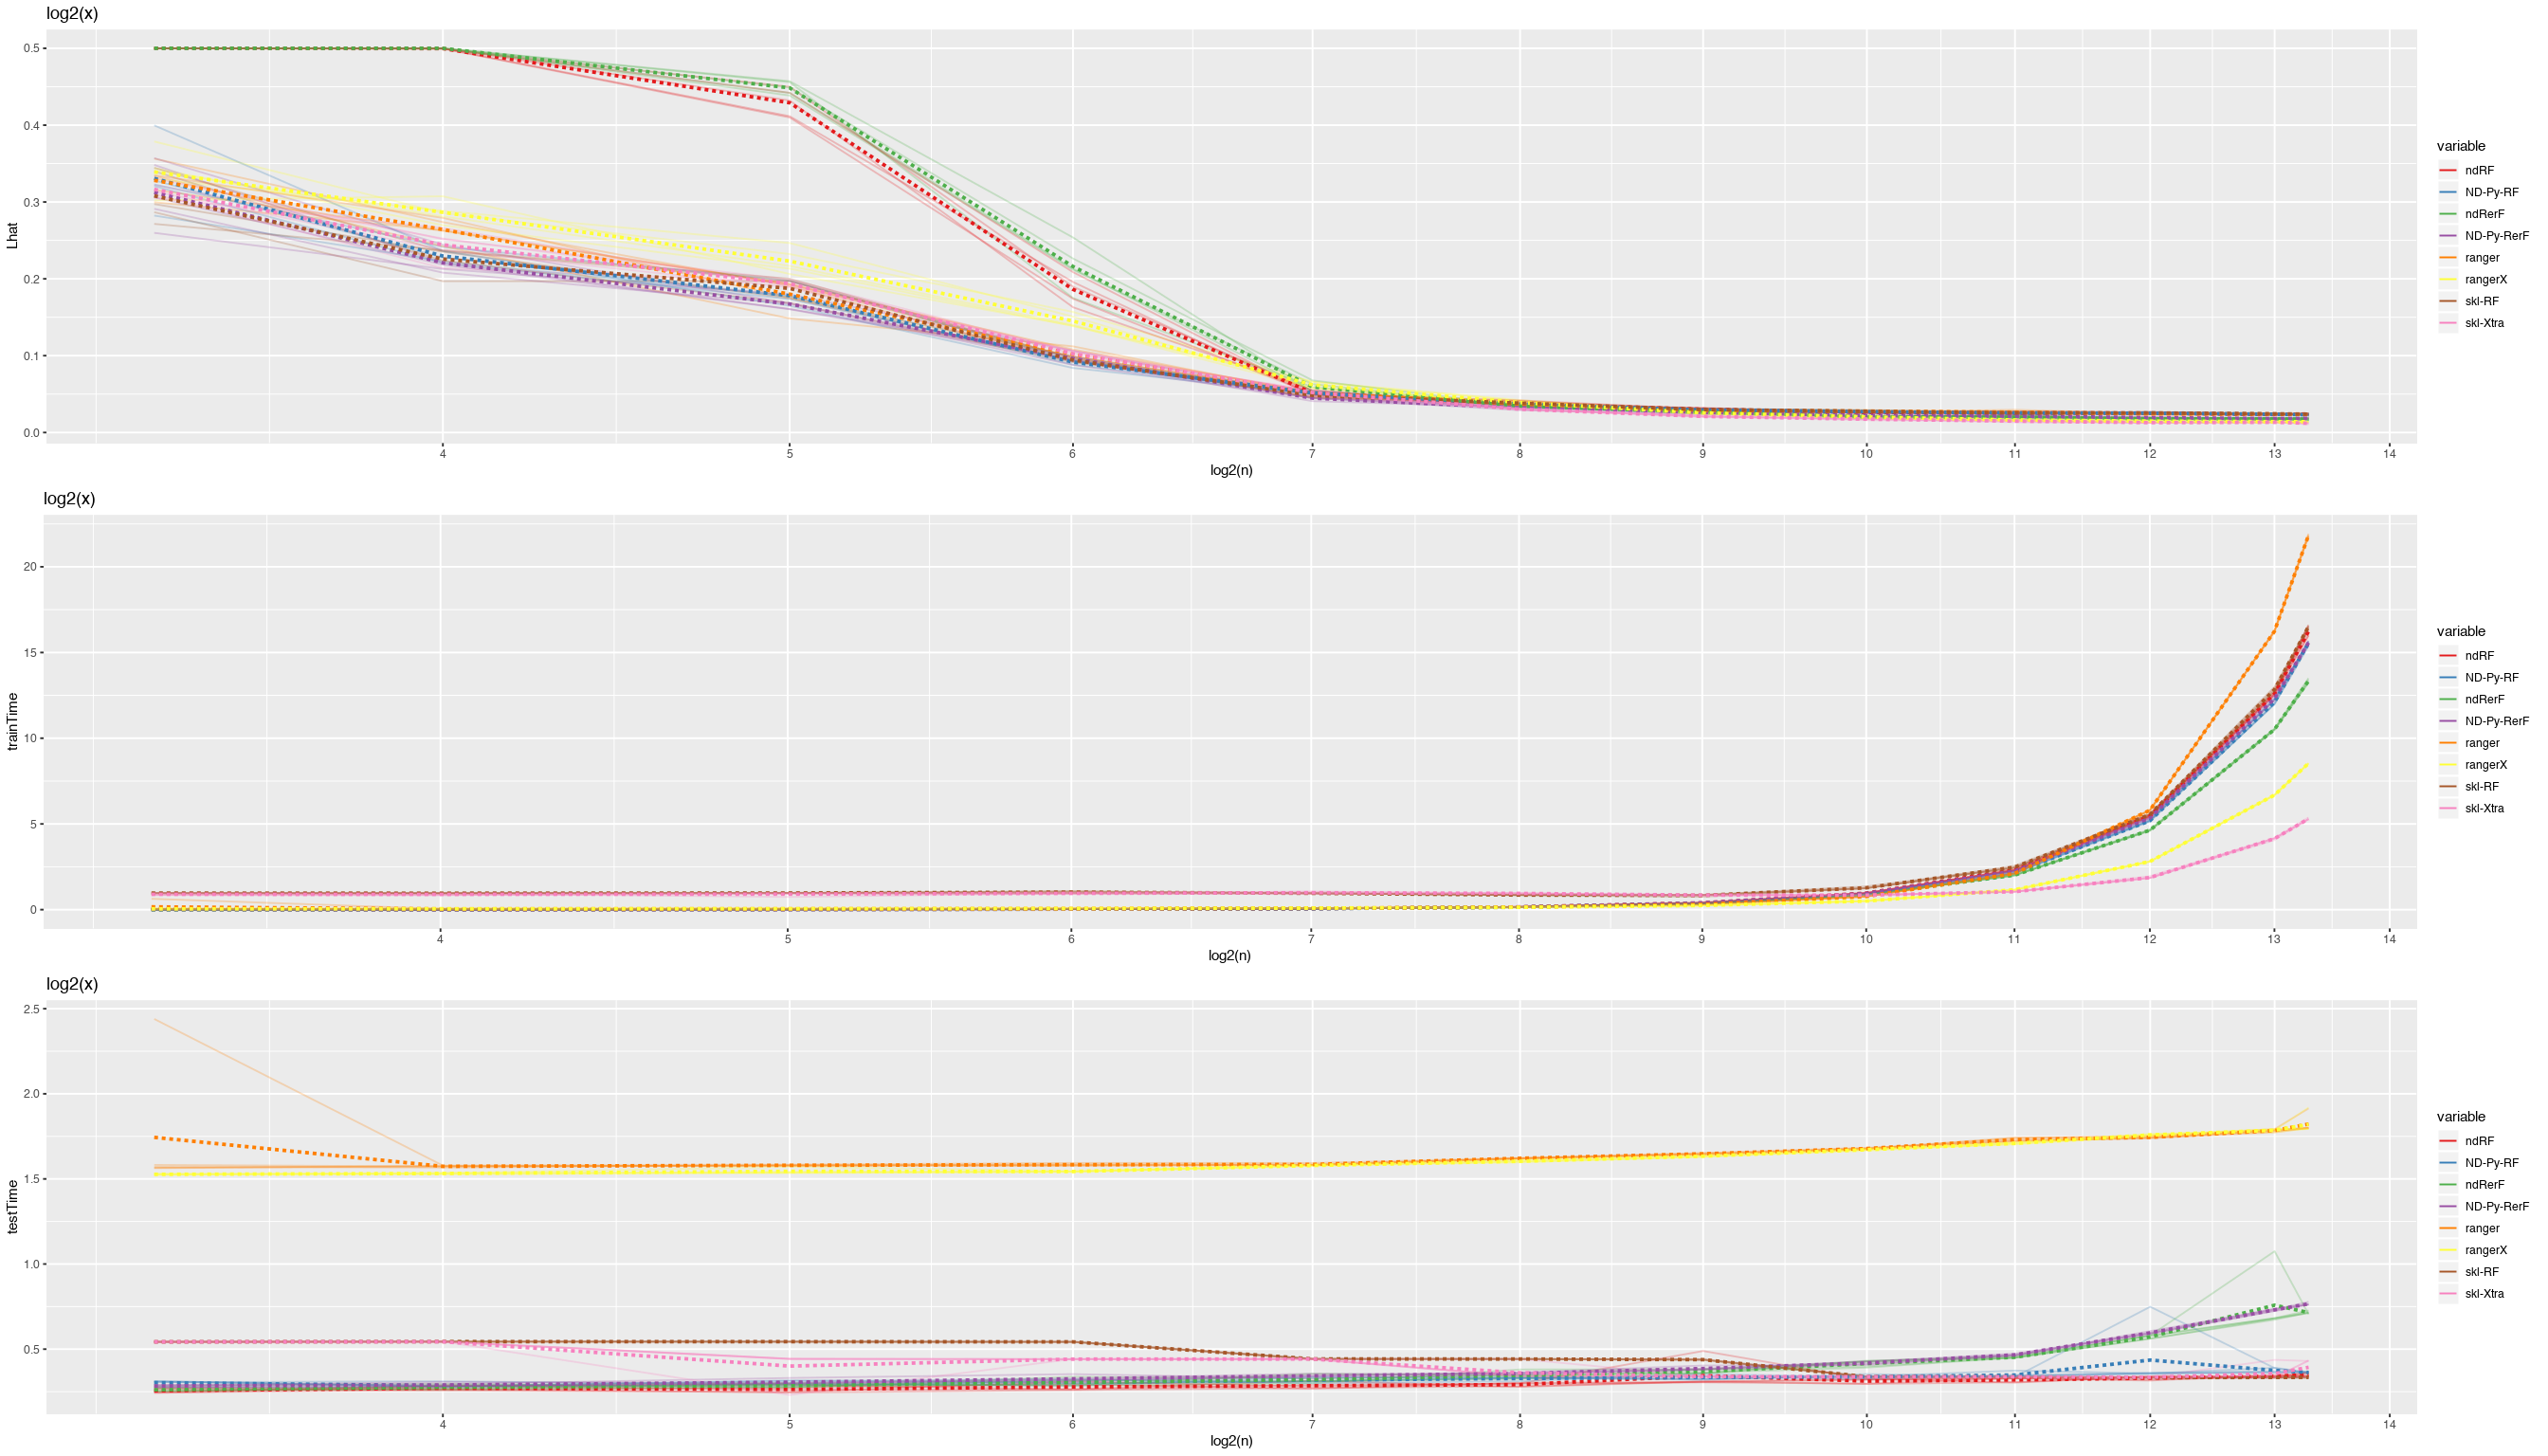 log2(x)
0.5
0.4
0.3
0.2
0.1
0.0
Lhat
4 5 6 7 8 9 10 11 12 13 14
log2(n)
variable
ndRF
ND-Py-RF
ndRerF
ND-Py-RerF
ranger
rangerX
skl-RF
skl-Xtra
log2(x)
20
15
10
5
0
trainTime
4 5 6 7 8 9 10 11 12 13 14
log2(n)
variable
ndRF
ND-Py-RF
ndRerF
ND-Py-RerF
ranger
rangerX
skl-RF
skl-Xtra
log2(x)
2.5
2.0
1.5
1.0
0.5
testTime
4 5 6 7 8 9 10 11 12 13 14
log2(n)
variable
ndRF
ND-Py-RF
ndRerF
ND-Py-RerF
ranger
rangerX
skl-RF
skl-Xtra